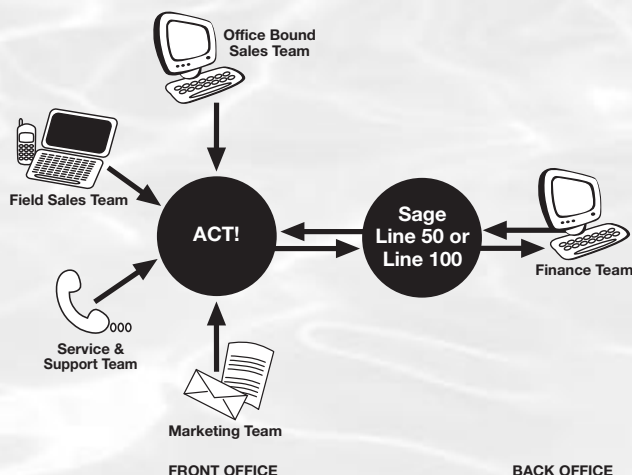 Office Bound
Sales Team
Field Sales Team
ACT!
Sage
Line 50 or
Line 100
Finance Team
Service &
Support Team
Marketing Team
FRONT OFFICE
BACK OFFICE